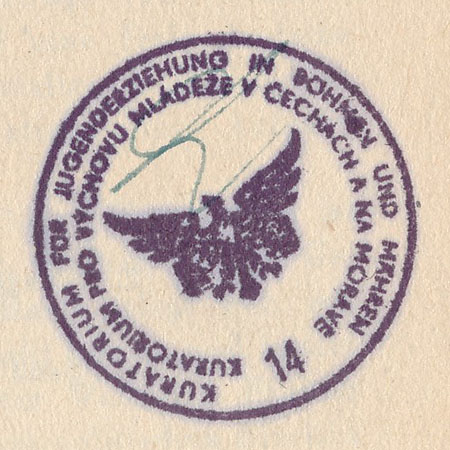 KURATORIUM FÜR JUGENDERZIEHUNG IN BÖHMEN UND MÄHREN
KURATORIUM PRO VÝCHOVU MLÁDEŽE V ČECHÁCH A NA MORAVĚ
14